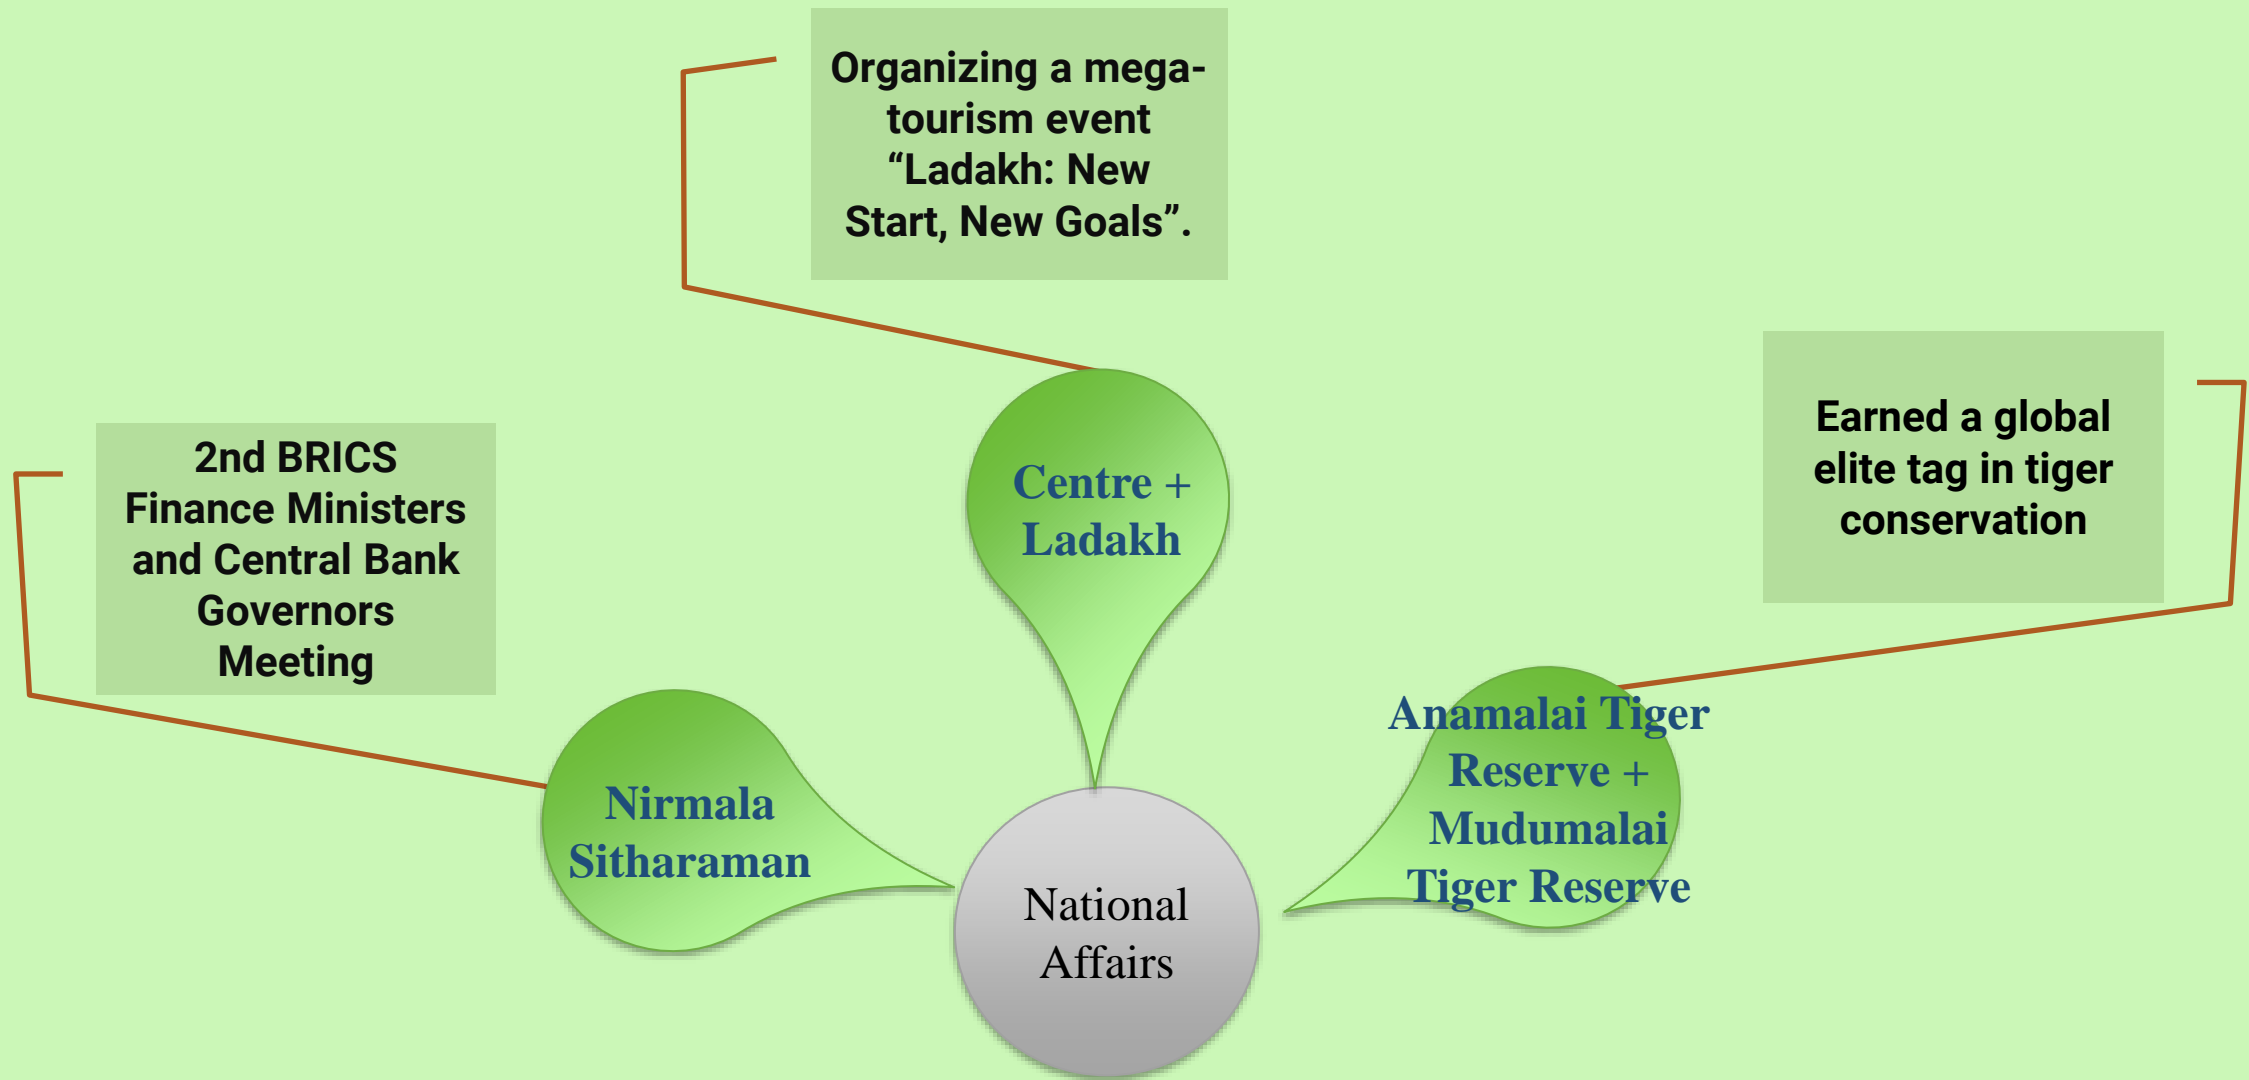 Organizing a mega-
tourism event
“Ladakh: New
Start, New Goals”.
2nd BRICS
Finance Ministers
and Central Bank
Governors
Meeting
Earned a global
elite tag in tiger
conservation
Centre +
Ladakh
Nirmala
Sitharaman
Anamalai Tiger
Reserve +
Mudumalai
Tiger Reserve
National
Affairs